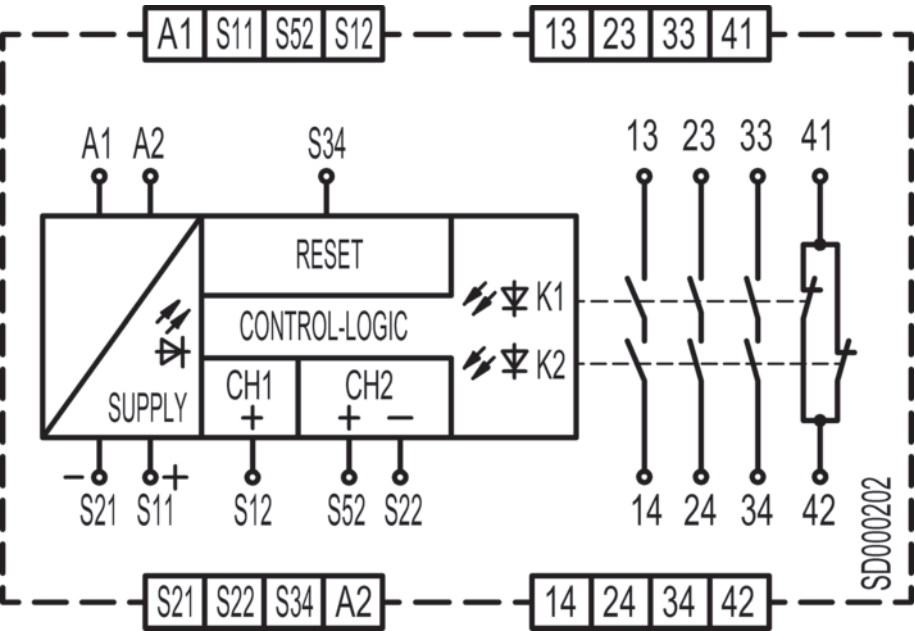 A1 S11 S52 S12 13 23 33 41
A1 A2 S34 13 23 33 41
RESET
K1
CONTROL-LOGIC
K2
CH1 CH2
SUPPLY + + −
− + 
S21 S11 S12 S52 S22 14 24 34 42
SD000202
S21 S22 S34 A2 14 24 34 42